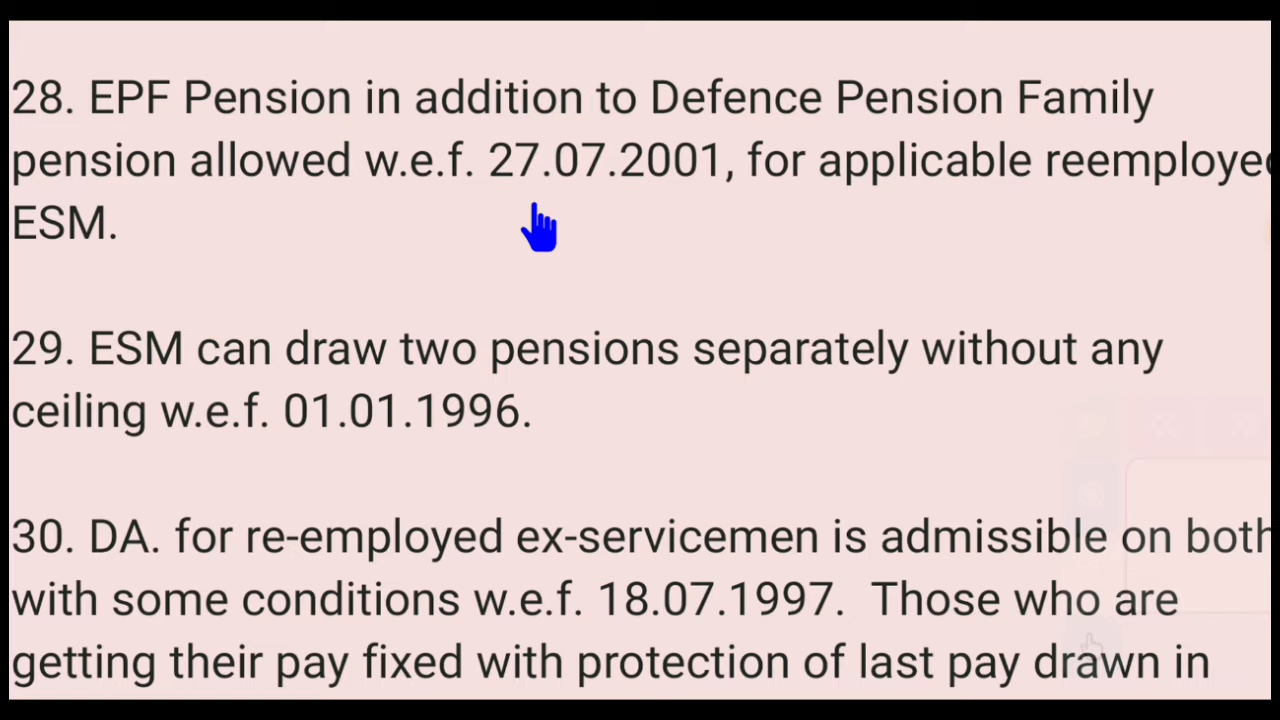 28. EPF Pension in addition to Defence Pension Family
pension allowed w.e.f. 27.07.2001, for applicable reemployed
ESM.
29. ESM can draw two pensions separately without any
ceiling w.e.f. 01.01.1996.
30. DA. for re-employed ex-servicemen is admissible on both
with some conditions w.e.f. 18.07.1997. Those who are
getting their pay fixed with protection of last pay drawn in